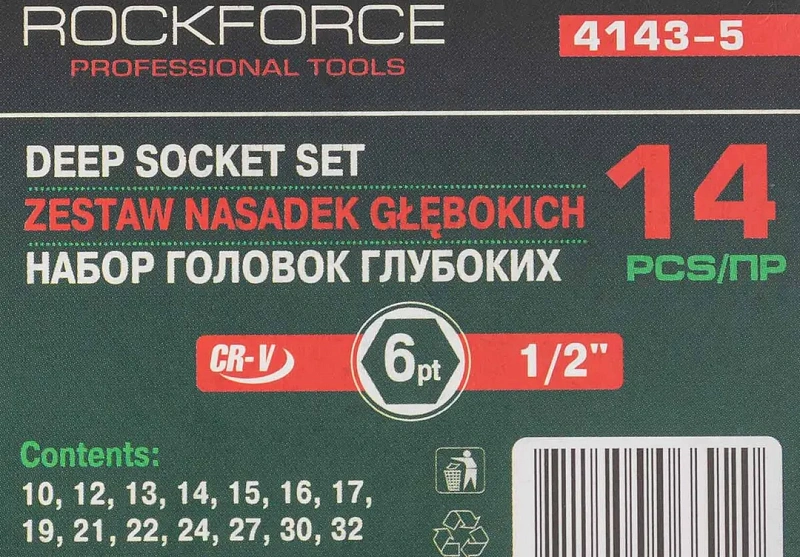 ROCKFORCE
PROFESSIONAL TOOLS
4143-5
DEEP SOCKET SET
ZESTAW NASADEK GŁĘBOKICH
НАБОР ГОЛОВОК ГЛУБОКИХ
14
PCS/ПР
CR-V
6pt
1/2"
Contents:
10, 12, 13, 14, 15, 16, 17,
19, 21, 22, 24, 27, 30, 32